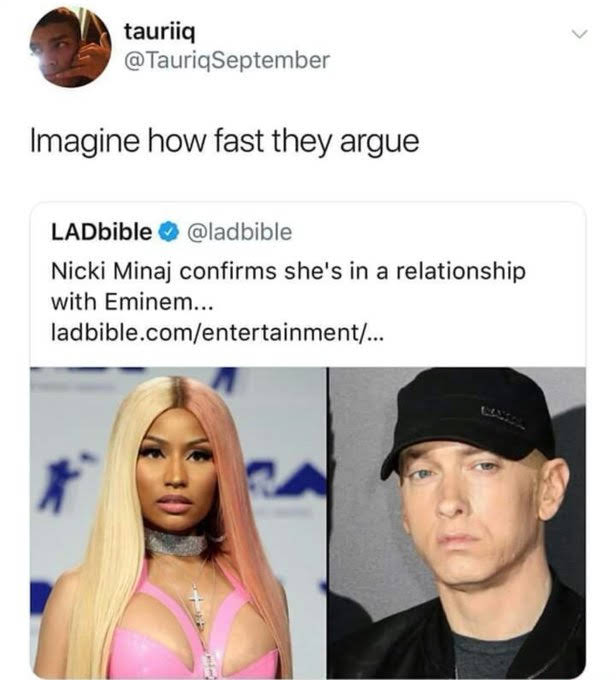 tauriiq
@TauriqSeptember
Imagine how fast they argue
LADbible @ladbible
Nicki Minaj confirms she's in a relationship
with Eminem...
ladbible.com/entertainment/...